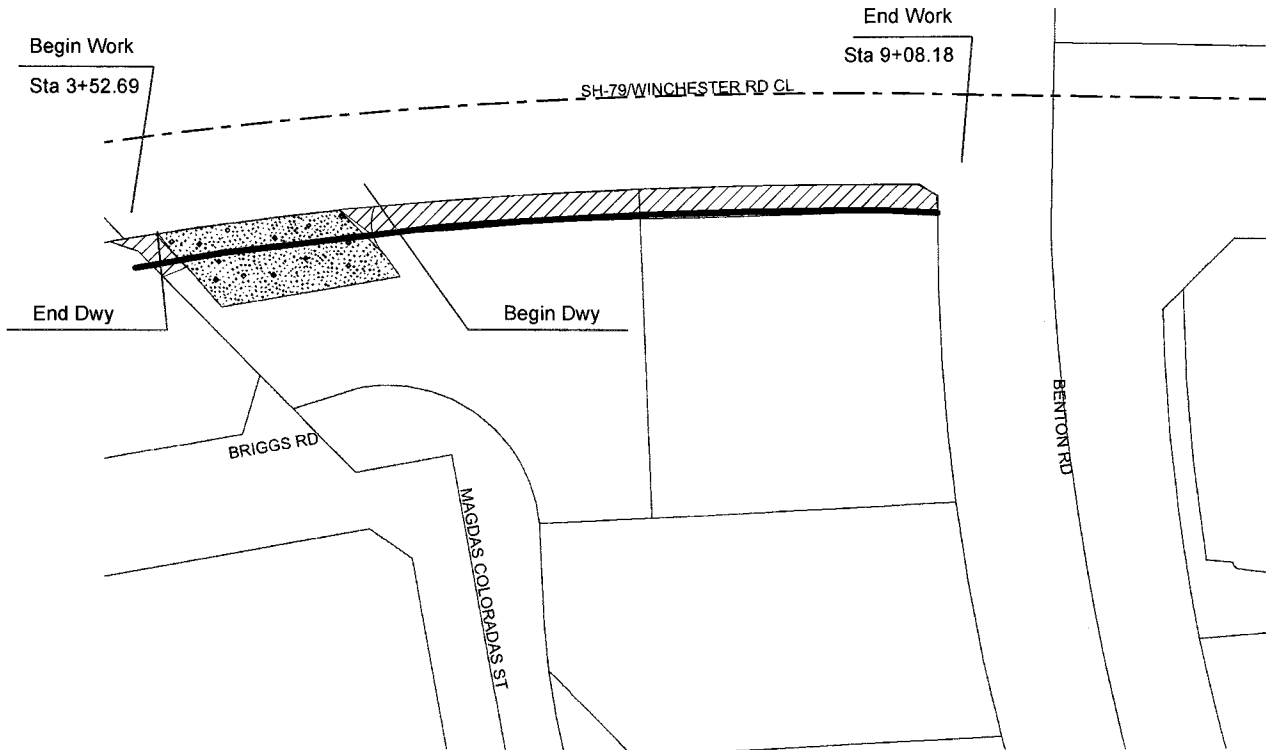 End Work
Sta 9+08.18
Begin Work
Sta 3+52.69
SH-79/WINCHESTER RD CL
End Dwy
Begin Dwy
BRIGGS RD
BENTON RD
MAGDAS COLORADAS ST